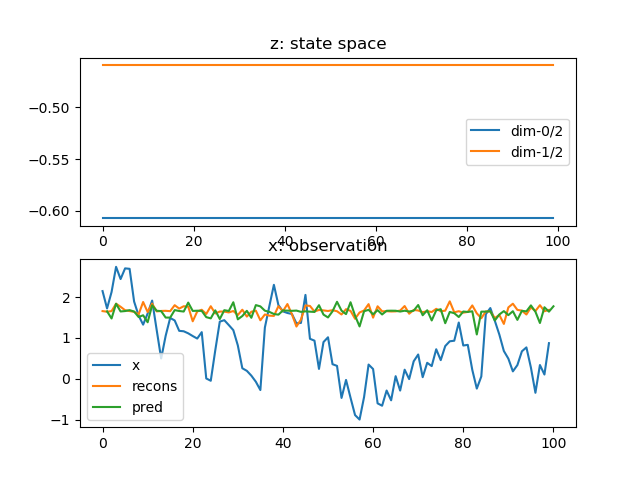 z: state space
−0.50
−0.55
−0.60
dim-0/2
dim-1/2
0 20 40 60 80 100
x: observation
2
1
0
−1
x
recons
pred
0 20 40 60 80 100